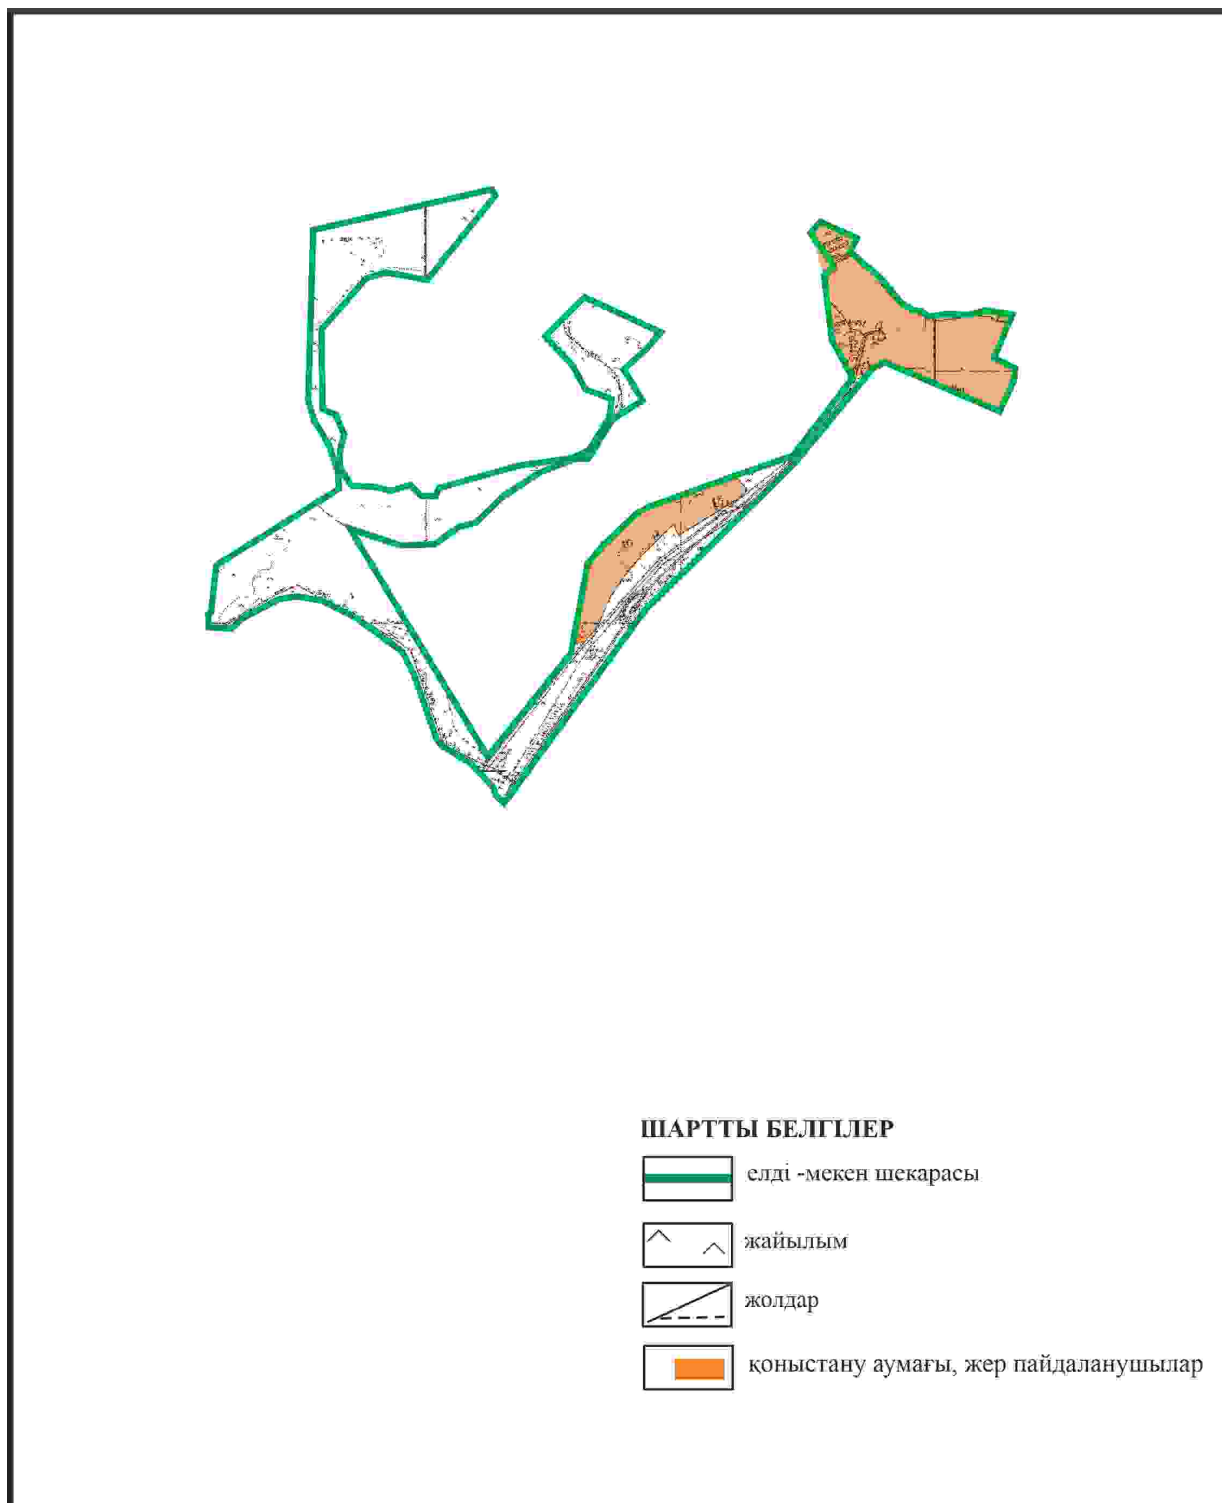 ШАРТТЫ БЕЛГІЛЕР
елді -мекен шекарасы
жайылым
жолдар
қоныстану аумағы, жер пайдаланушылар